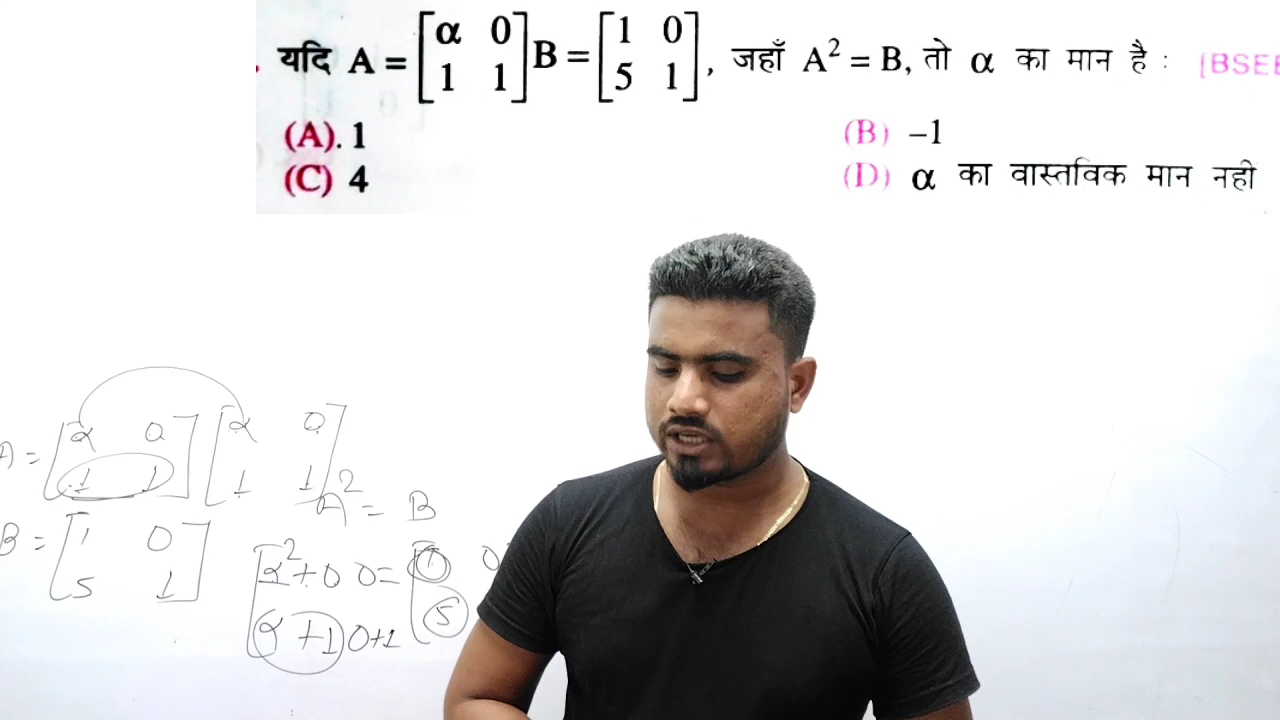 यदि A = [α 0 1 1] B = [1 0 5 1], जहाँ A² = B, तो α का मान है : [BSEB
(A). 1 (B) –1
(C) 4 (D) α का वास्तविक मान नही
A = [α 0 1 1] [α 0 1 1]
A² = B
B = [1 0 5 1]
[α²+0 0 = [1 0
α+1 0+1 5